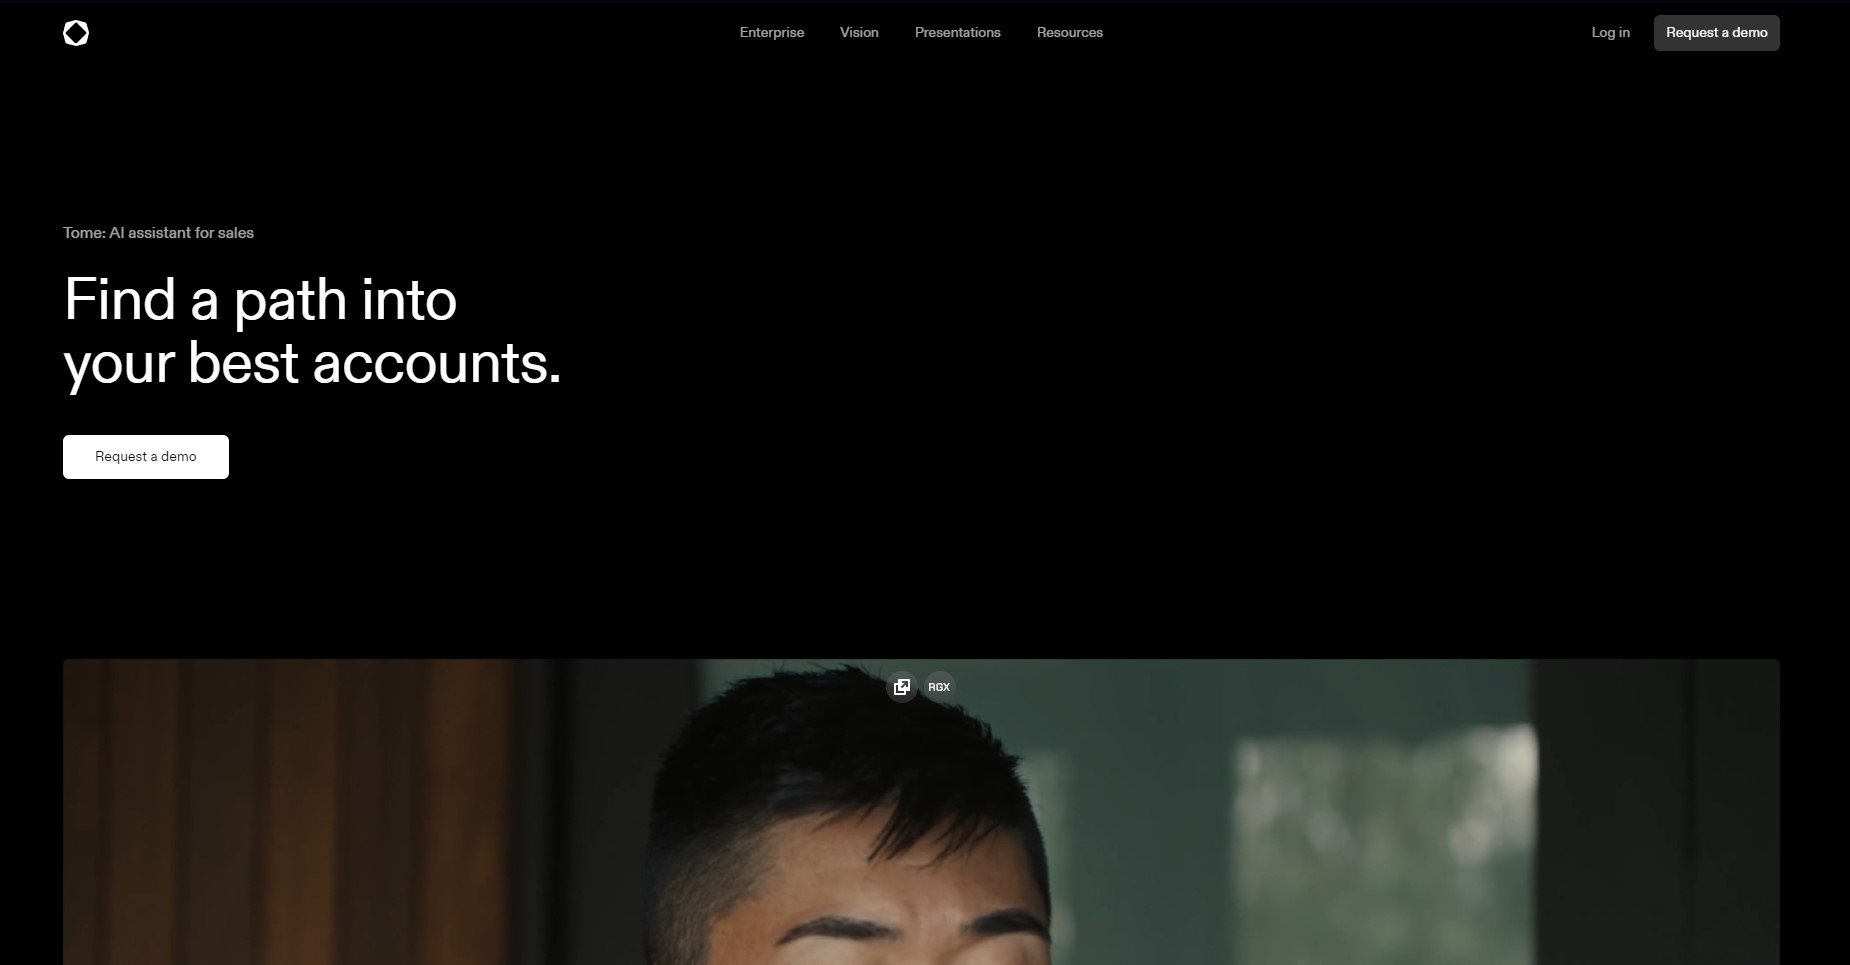 Enterprise Vision Presentations Resources Log in Request a demo
Tome: AI assistant for sales
Find a path into
your best accounts.
Request a demo
RGX